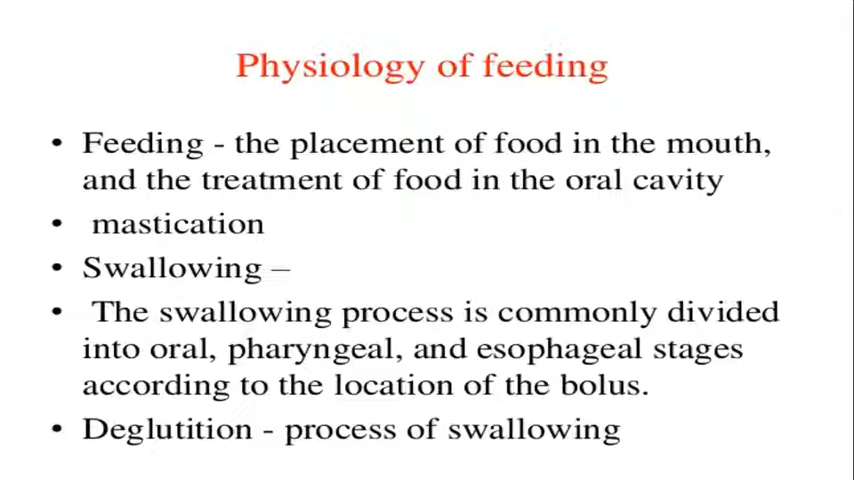 Physiology of feeding
• Feeding - the placement of food in the mouth,
and the treatment of food in the oral cavity
• mastication
• Swallowing –
• The swallowing process is commonly divided
into oral, pharyngeal, and esophageal stages
according to the location of the bolus.
• Deglutition - process of swallowing